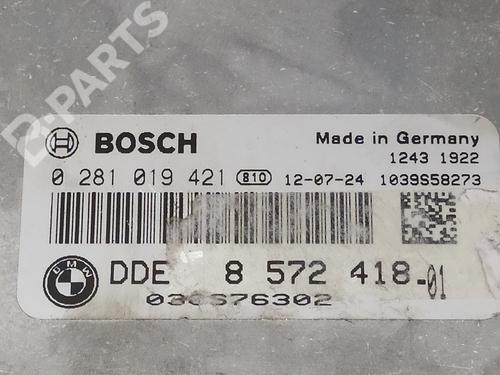 B-PARTS
BOSCH
Made in Germany
1243 1922
0 281 019 421 810 12-07-24 1039S58273
BMW
DDE 8 572 418-01